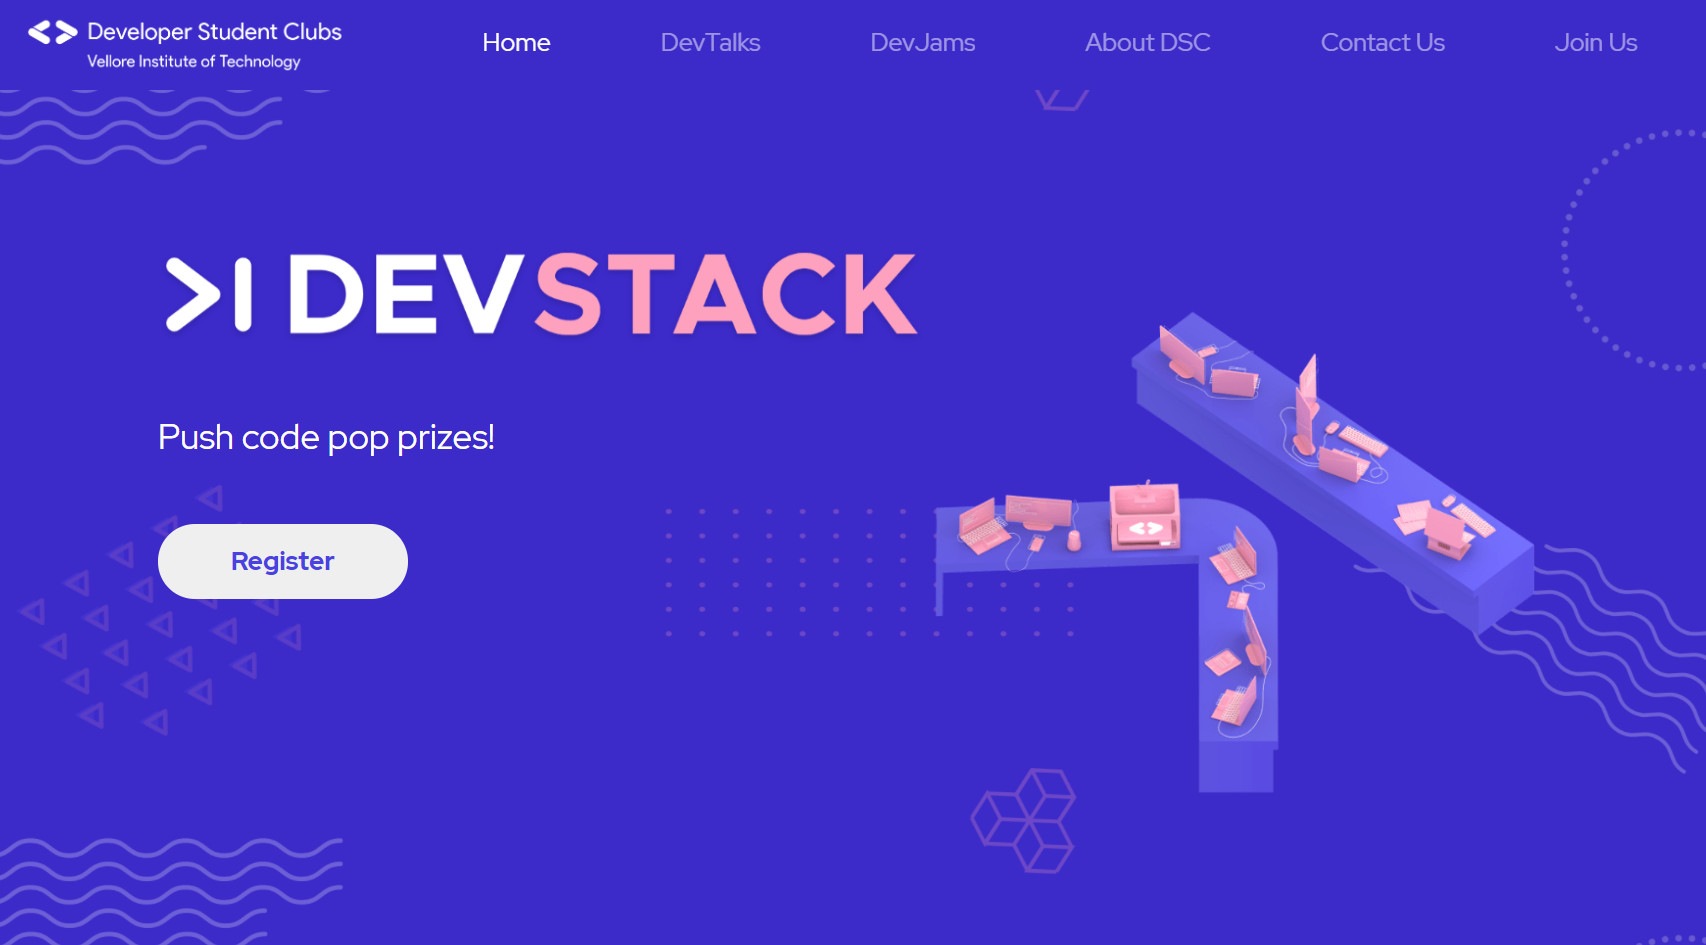 Developer Student Clubs
Vellore Institute of Technology
Home
DevTalks
DevJams
About DSC
Contact Us
Join Us
DEVSTACK
Push code pop prizes!
Register